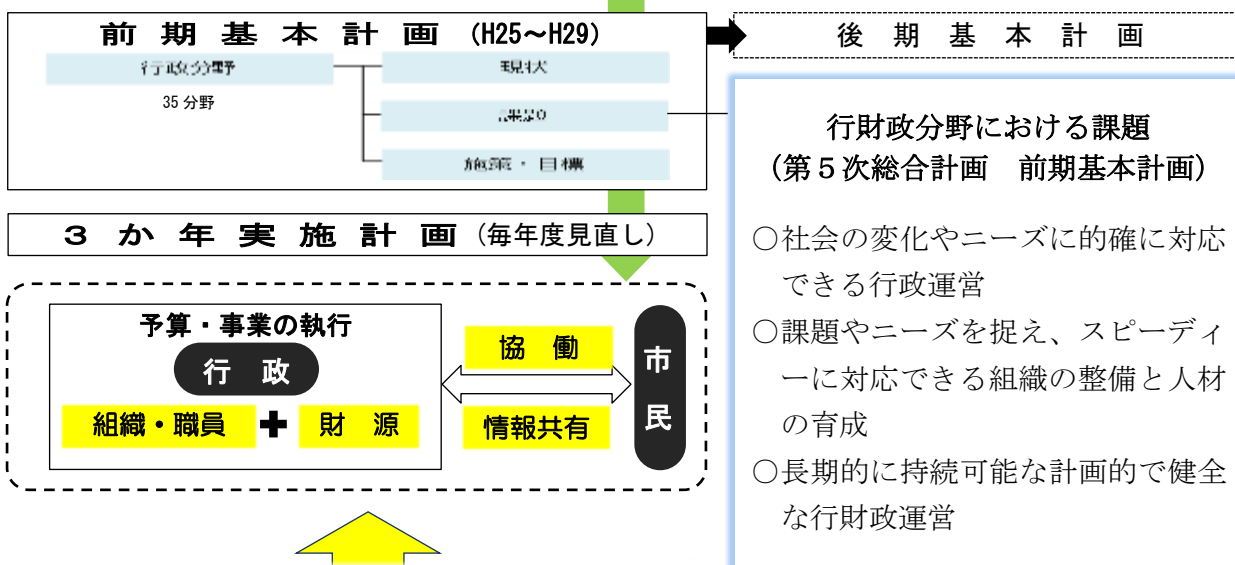 前期基本計画 (H25～H29)
後期基本計画
行政分野
現状
35 分野
課題
施策・目標
行財政分野における課題
（第５次総合計画　前期基本計画）
３か年実施計画 (毎年度見直し)
○社会の変化やニーズに的確に対応
できる行政運営
○課題やニーズを捉え、スピーディ
ーに対応できる組織の整備と人材
の育成
○長期的に持続可能な計画的で健全
な行財政運営
予算・事業の執行
行政
組織・職員 ＋ 財源
協働
情報共有
市民